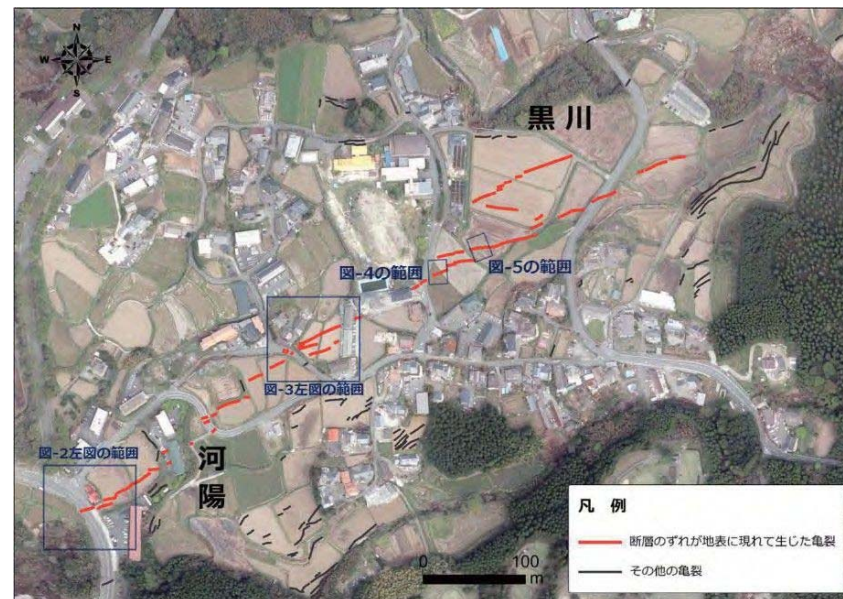 N
W E
S
黒川
図-4の範囲
図-5の範囲
図-3左図の範囲
図-2左図の範囲
河陽
0 100
m
凡 例
断層のずれが地表に現れて生じた亀裂
その他の亀裂